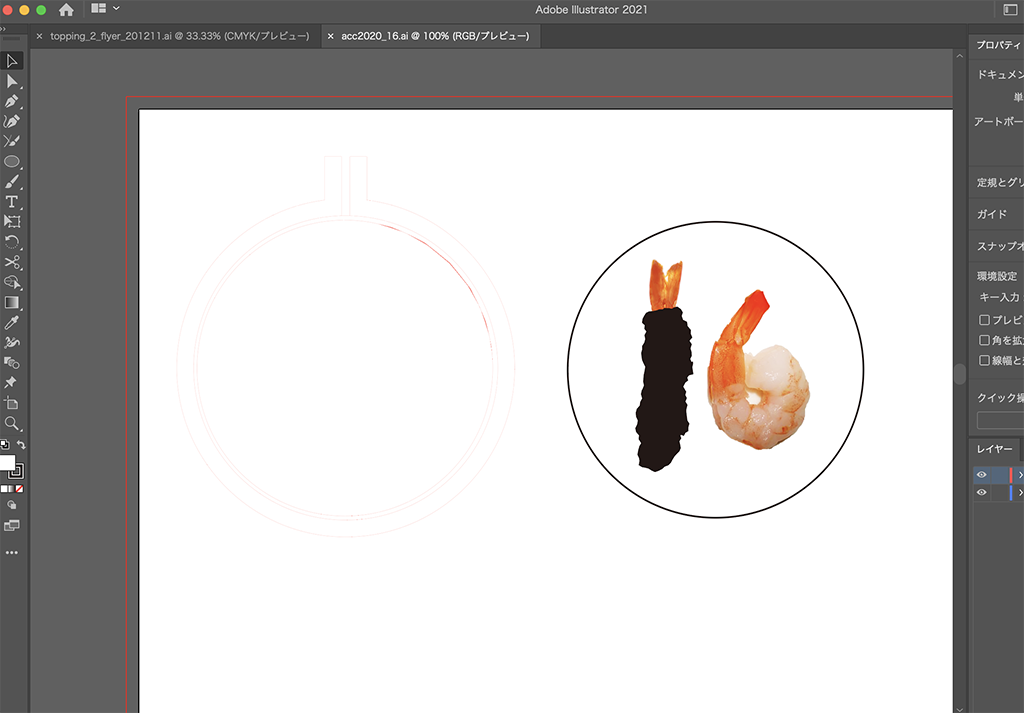 Adobe Illustrator 2021
topping_2_flyer_201211.ai @ 33.33% (CMYK/プレビュー)
acc2020_16.ai @ 100% (RGB/プレビュー)
プロパティ
ドキュメン
単
アートボー
定規とグリ
ガイド
スナップオ
環境設定
キー入力
プレビ
角を拡
線幅と
クイック操
レイヤー